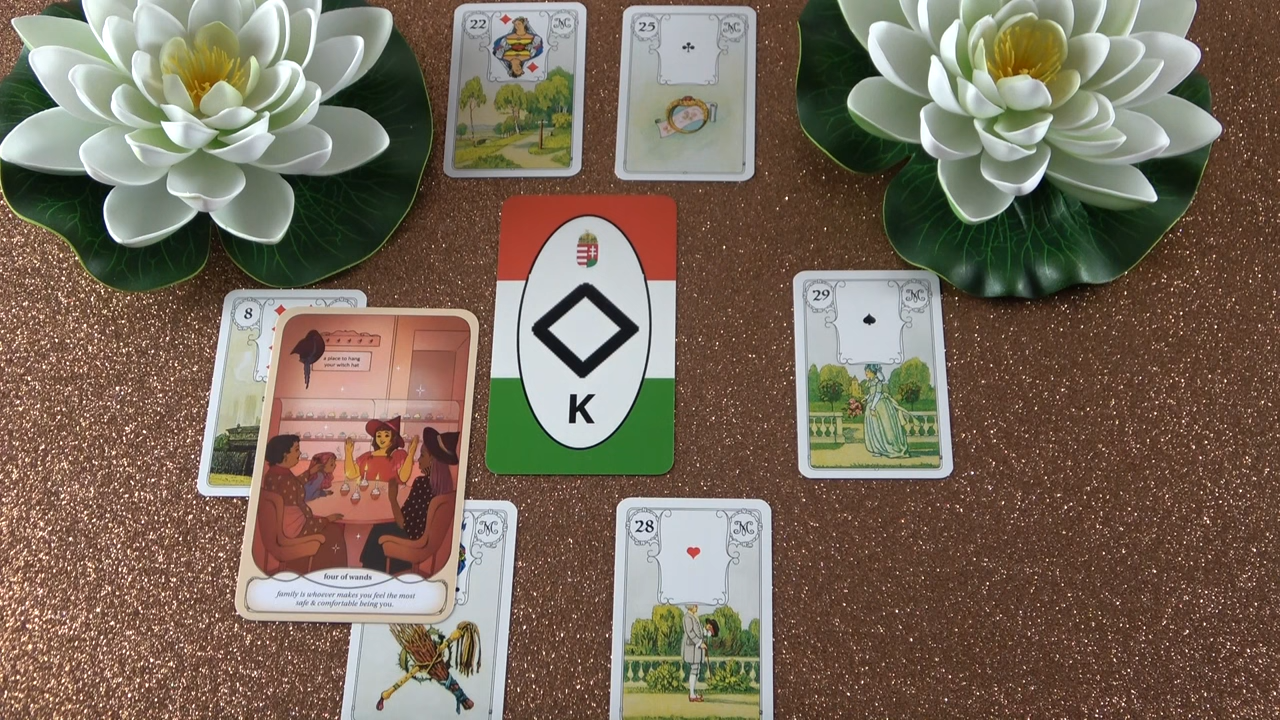 22
25
K
8
29
a place to hang
your witch hat
four of wands
family is whoever makes you feel the most
safe & comfortable being you.
28